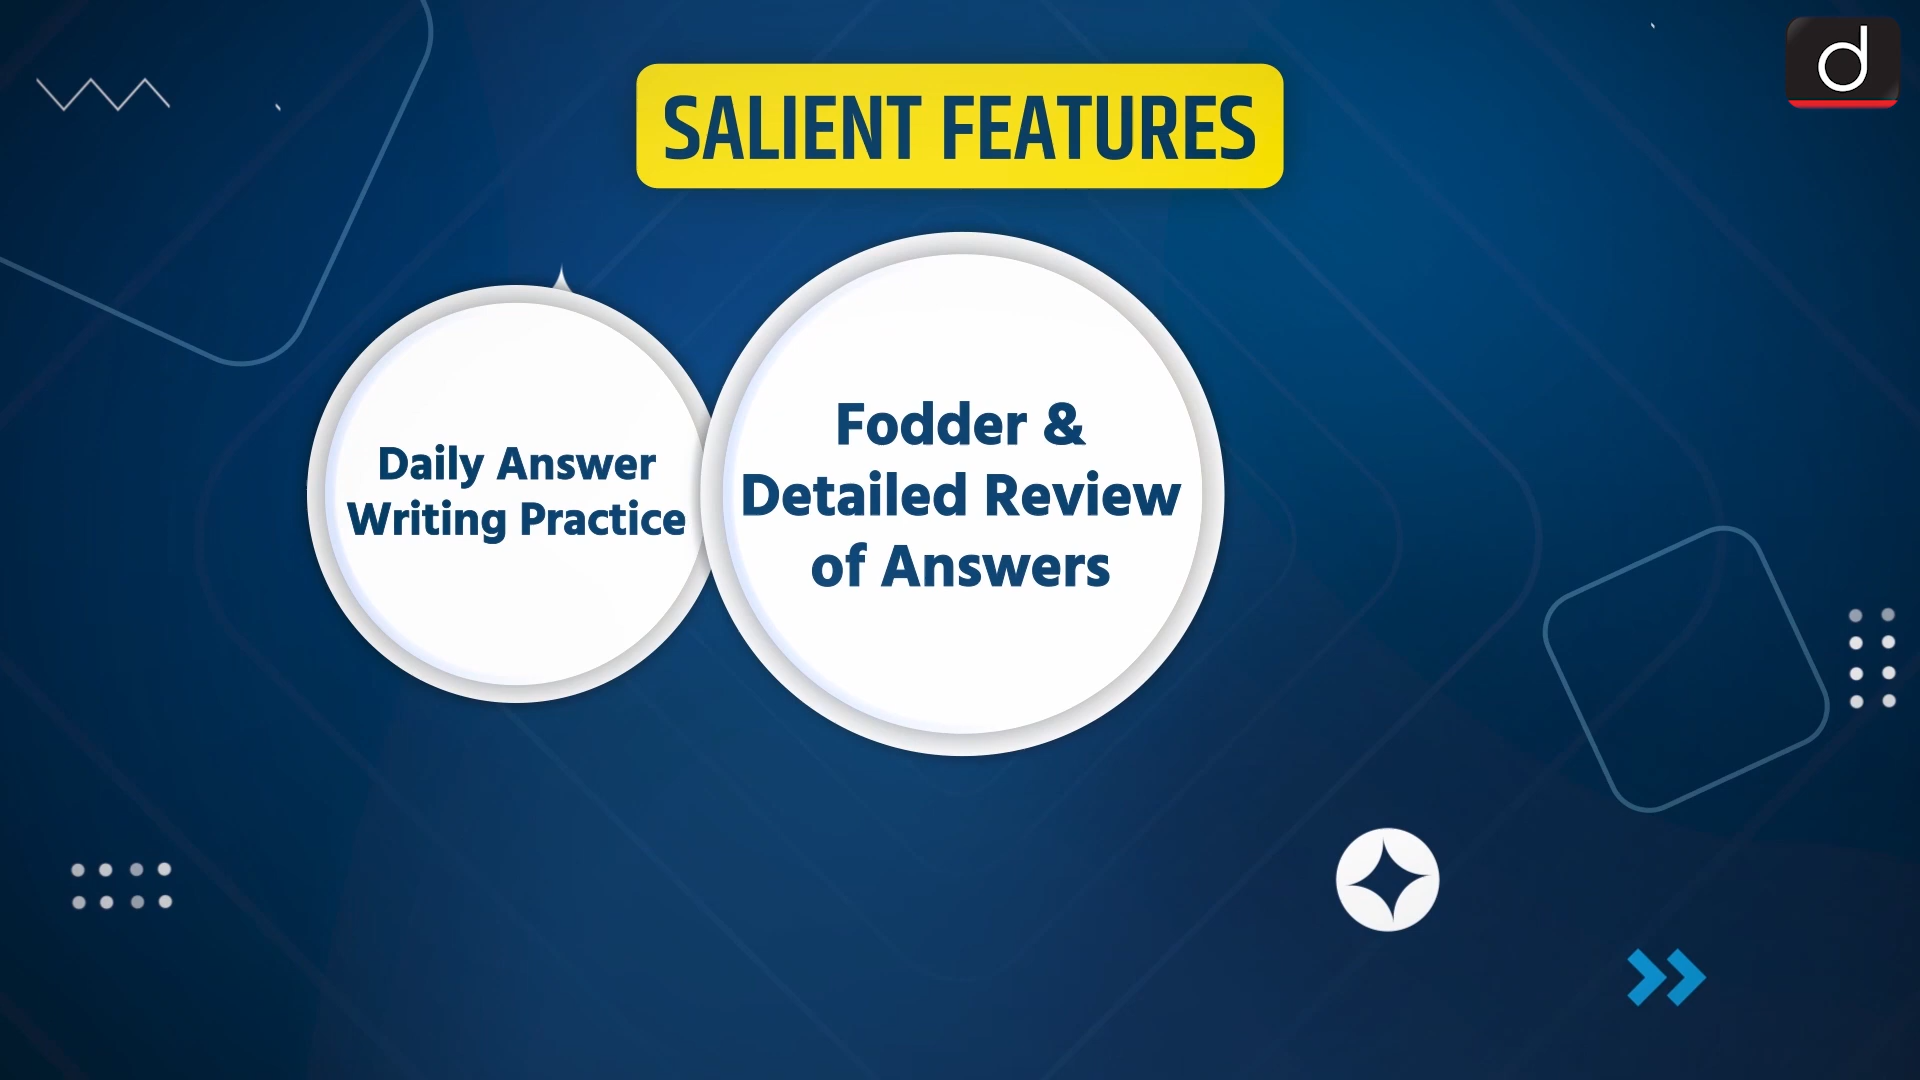 SALIENT FEATURES
d
Daily Answer
Writing Practice
Fodder &
Detailed Review
of Answers